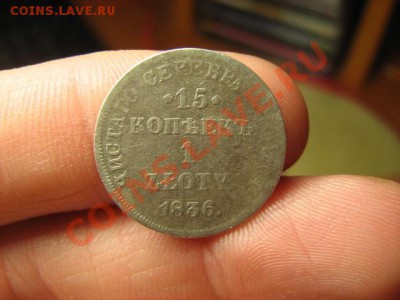 COINS.LAVE.RU
ЧИСТАГО СЕРЕБРА
·15·
КОПѢЕКЪ
1
ZŁOTY
1836.
COINS.LAVE.RU